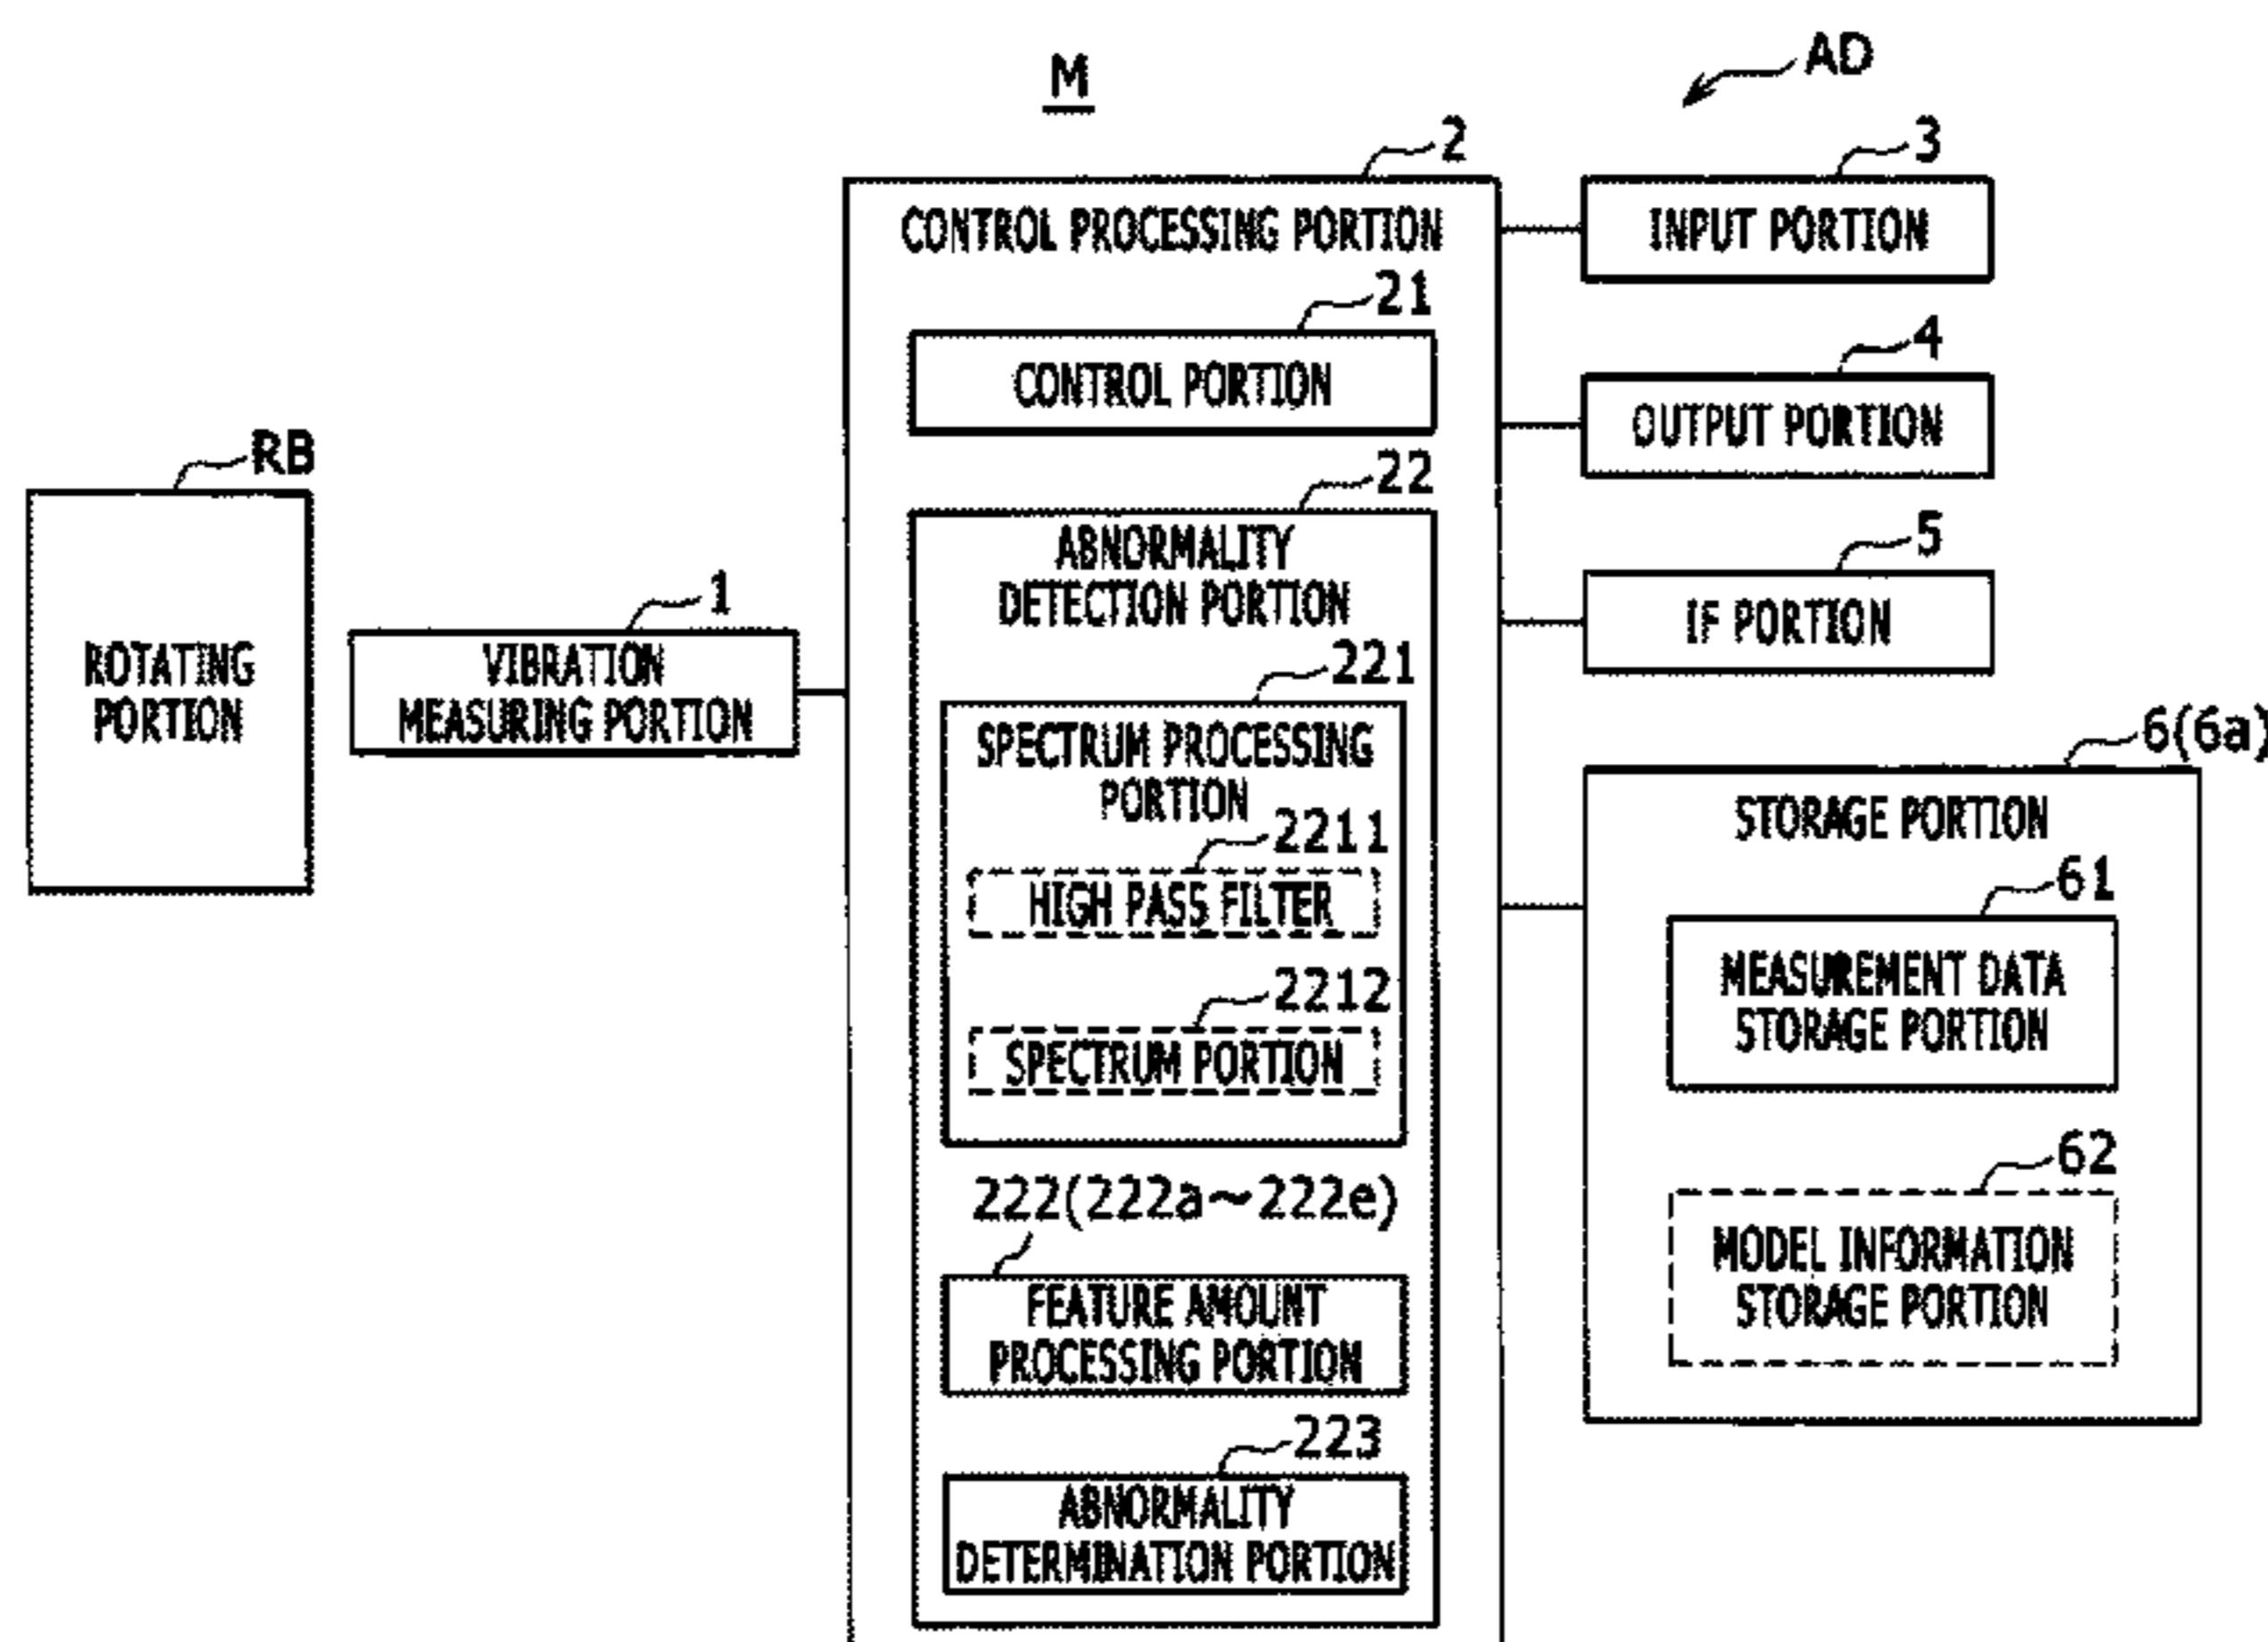 M
AD
RB
ROTATING
PORTION
1
VIBRATION
MEASURING PORTION
2
CONTROL PROCESSING PORTION
21
CONTROL PORTION
22
ABNORMALITY
DETECTION PORTION
221
SPECTRUM PROCESSING
PORTION
2211
HIGH PASS FILTER
2212
SPECTRUM PORTION
222(222a~222e)
FEATURE AMOUNT
PROCESSING PORTION
223
ABNORMALITY
DETERMINATION PORTION
3
INPUT PORTION
4
OUTPUT PORTION
5
IF PORTION
6(6a)
STORAGE PORTION
61
MEASUREMENT DATA
STORAGE PORTION
62
MODEL INFORMATION
STORAGE PORTION